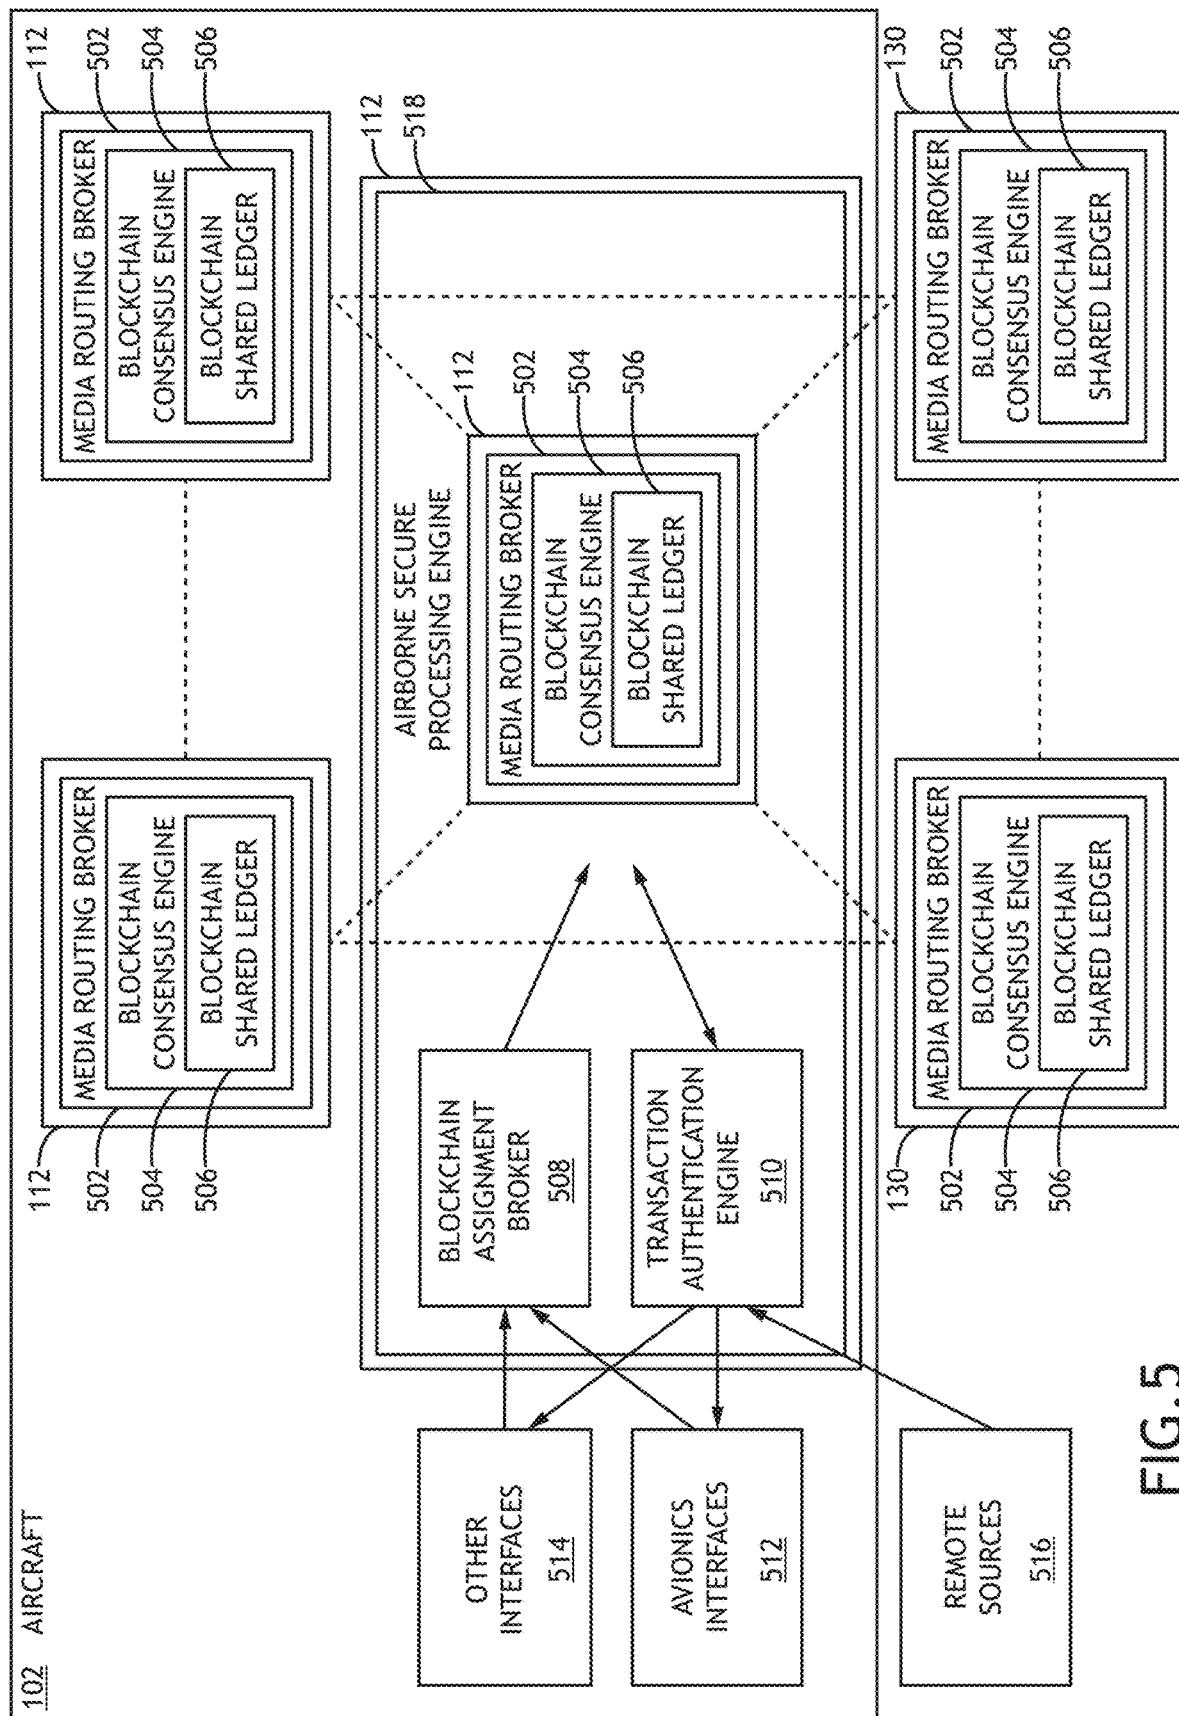 102 AIRCRAFT
112
502
504
506
MEDIA ROUTING BROKER
BLOCKCHAIN
CONSENSUS ENGINE
BLOCKCHAIN
SHARED LEDGER
MEDIA ROUTING BROKER
BLOCKCHAIN
CONSENSUS ENGINE
BLOCKCHAIN
SHARED LEDGER
112
502
504
506
OTHER
INTERFACES
514
AVIONICS
INTERFACES
512
BLOCKCHAIN
ASSIGNMENT
BROKER
508
TRANSACTION
AUTHENTICATION
ENGINE
510
AIRBORNE SECURE
PROCESSING ENGINE
112
518
MEDIA ROUTING BROKER
BLOCKCHAIN
CONSENSUS ENGINE
BLOCKCHAIN
SHARED LEDGER
112
502
504
506
REMOTE
SOURCES
516
130
502
504
506
MEDIA ROUTING BROKER
BLOCKCHAIN
CONSENSUS ENGINE
BLOCKCHAIN
SHARED LEDGER
MEDIA ROUTING BROKER
BLOCKCHAIN
CONSENSUS ENGINE
BLOCKCHAIN
SHARED LEDGER
130
502
504
506
FIG.5